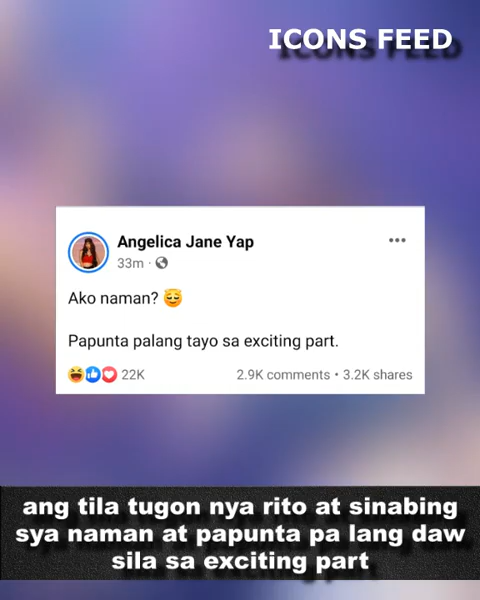 ICONS FEED
Angelica Jane Yap
33m ·
Ako naman? 😇
Papunta palang tayo sa exciting part.
22K 2.9K comments • 3.2K shares
ang tila tugon nya rito at sinabing
sya naman at papunta pa lang daw
sila sa exciting part